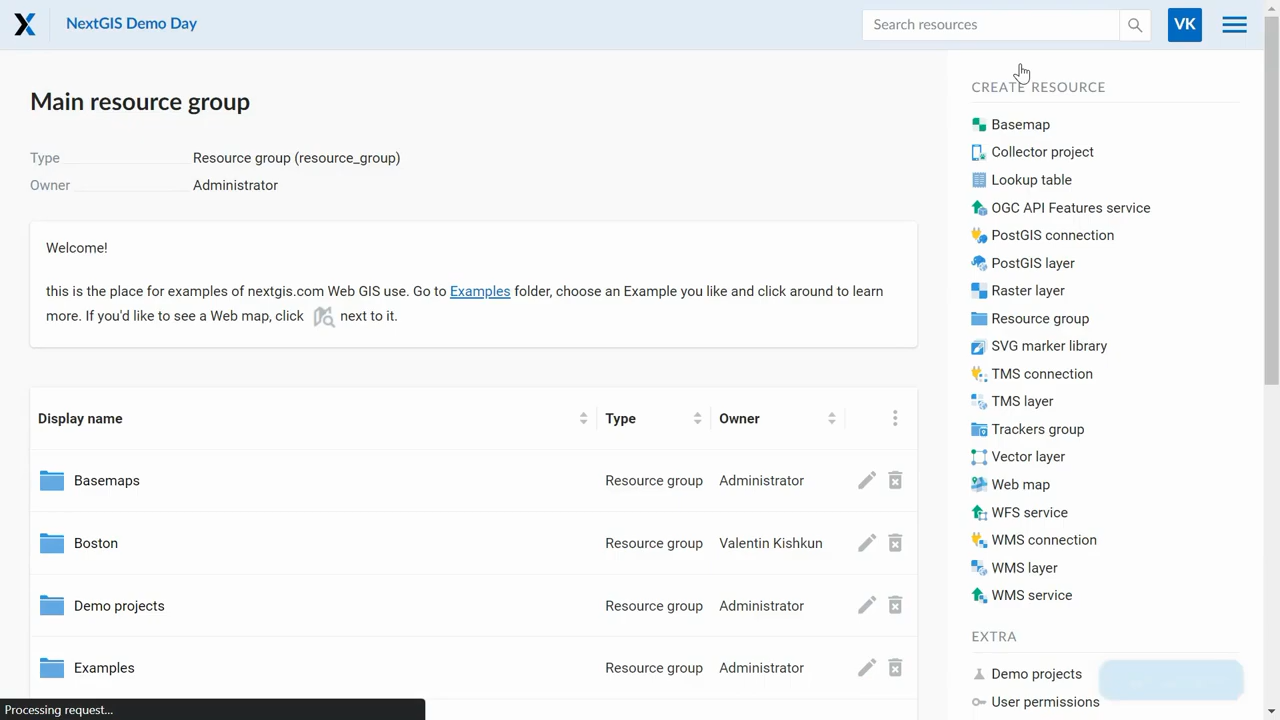 NextGIS Demo Day
Search resources
VK
Main resource group
Type Resource group (resource_group)
Owner Administrator
Welcome!
this is the place for examples of nextgis.com Web GIS use. Go to Examples folder, choose an Example you like and click around to learn
more. If you'd like to see a Web map, click next to it.
Display name Type Owner
Basemaps Resource group Administrator
Boston Resource group Valentin Kishkun
Demo projects Resource group Administrator
Examples Resource group Administrator
CREATE RESOURCE
Basemap
Collector project
Lookup table
OGC API Features service
PostGIS connection
PostGIS layer
Raster layer
Resource group
SVG marker library
TMS connection
TMS layer
Trackers group
Vector layer
Web map
WFS service
WMS connection
WMS layer
WMS service
EXTRA
Demo projects
User permissions
Processing request...